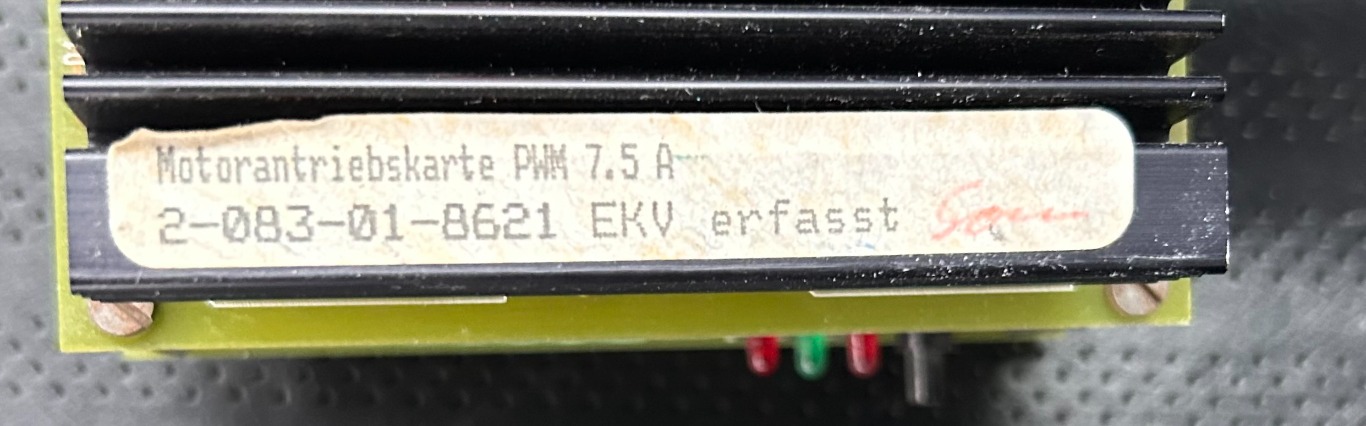 Motorantriebskarte PWM 7.5 A
2-083-01-8621 EKV erfasst